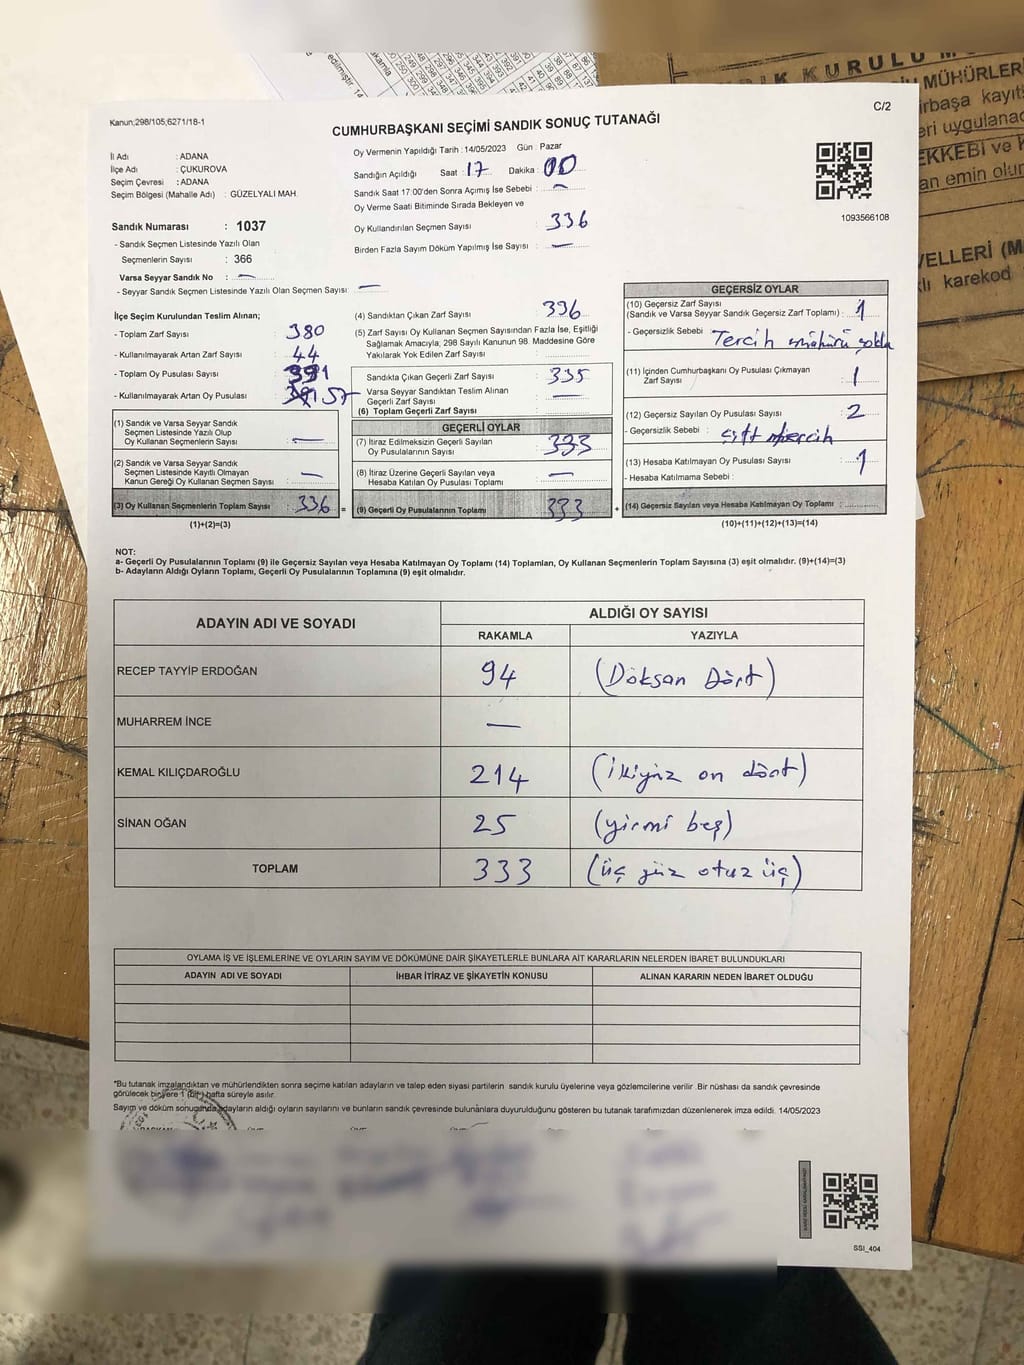 Kanun;298/105;6271/18-1
C/2
CUMHURBAŞKANI SEÇİMİ SANDIK SONUÇ TUTANAĞI
İl Adı : ADANA
İlçe Adı : ÇUKUROVA
Seçim Çevresi : ADANA
Seçim Bölgesi (Mahalle Adı) : GÜZELYALI MAH.
Oy Vermenin Yapıldığı Tarih : 14/05/2023 Gün : Pazar
Sandığın Açıldığı Saat : 17 Dakika : 00
Sandık Saat 17:00'den Sonra Açımış İse Sebebi : —
Oy Verme Saati Bitiminde Sırada Bekleyen ve
Oy Kullandırılan Seçmen Sayısı : 336
Birden Fazla Sayım Döküm Yapılmış İse Sayısı : —
1093566108
Sandık Numarası : 1037
- Sandık Seçmen Listesinde Yazılı Olan
Seçmenlerin Sayısı : 366
Varsa Seyyar Sandık No : —
- Seyyar Sandık Seçmen Listesinde Yazılı Olan Seçmen Sayısı: —
İlçe Seçim Kurulundan Teslim Alınan;
- Toplam Zarf Sayısı : 380
- Kullanılmayarak Artan Zarf Sayısı : 44
- Toplam Oy Pusulası Sayısı :
- Kullanılmayarak Artan Oy Pusulası :
(1) Sandık ve Varsa Seyyar Sandık
Seçmen Listesinde Yazılı Olup
Oy Kullanan Seçmenlerin Sayısı : —
(2) Sandık ve Varsa Seyyar Sandık
Seçmen Listesinde Kayıtlı Olmayan
Kanun Gereği Oy Kullanan Seçmen Sayısı : —
(3) Oy Kullanan Seçmenlerin Toplam Sayısı : 336 =
(1)+(2)=(3)
(4) Sandıktan Çıkan Zarf Sayısı : 336
(5) Zarf Sayısı Oy Kullanan Seçmen Sayısından Fazla İse, Eşitliği
Sağlamak Amacıyla; 298 Sayılı Kanunun 98. Maddesine Göre
Yakılarak Yok Edilen Zarf Sayısı :
Sandıkta Çıkan Geçerli Zarf Sayısı : 335
Varsa Seyyar Sandıktan Teslim Alınan
Geçerli Zarf Sayısı : —
(6) Toplam Geçerli Zarf Sayısı :
GEÇERLİ OYLAR
(7) İtiraz Edilmeksizin Geçerli Sayılan
Oy Pusulalarının Sayısı : 333
(8) İtiraz Üzerine Geçerli Sayılan veya
Hesaba Katılan Oy Pusulası Toplamı : —
(9) Geçerli Oy Pusulalarının Toplamı : 333 +
GEÇERSİZ OYLAR
(10) Geçersiz Zarf Sayısı
(Sandık ve Varsa Seyyar Sandık Geçersiz Zarf Toplamı) : 1
- Geçersizlik Sebebi : Tercih mühürü
(11) İçinden Cumhurbaşkanı Oy Pusulası Çıkmayan
Zarf Sayısı : 1
(12) Geçersiz Sayılan Oy Pusulası Sayısı : 2
- Geçersizlik Sebebi : çift
(13) Hesaba Katılmayan Oy Pusulası Sayısı : 1
- Hesaba Katılmama Sebebi :
(14) Geçersiz Sayılan veya Hesaba Katılmayan Oy Toplamı :
(10)+(11)+(12)+(13)=(14)
NOT:
a- Geçerli Oy Pusulalarının Toplamı (9) ile Geçersiz Sayılan veya Hesaba Katılmayan Oy Toplamı (14) Toplamları, Oy Kullanan Seçmenlerin Toplam Sayısına (3) eşit olmalıdır. (9)+(14)=(3)
b- Adayların Aldığı Oyların Toplamı, Geçerli Oy Pusulalarının Toplamına (9) eşit olmalıdır.
ADAYIN ADI VE SOYADI
ALDIĞI OY SAYISI
RAKAMLA YAZIYLA
RECEP TAYYİP ERDOĞAN 94 (Doksan Dört)
MUHARREM İNCE —
KEMAL KILIÇDAROĞLU 214 (ikiyüz on dört)
SİNAN OĞAN 25 (yirmi beş)
TOPLAM 333 (üç yüz otuz üç)
OYLAMA İŞ VE İŞLEMLERİNE VE OYLARIN SAYIM VE DÖKÜMÜNE DAİR ŞİKAYETLERLE BUNLARA AİT KARARLARIN NELERDEN İBARET BULUNDUKLARI
ADAYIN ADI VE SOYADI İHBAR İTİRAZ VE ŞİKAYETİN KONUSU ALINAN KARARIN NEDEN İBARET OLDUĞU
*Bu tutanak imzalandıktan ve mühürlendikten sonra seçime katılan adayların ve talep eden siyasi partilerin sandık kurulu üyelerine veya gözlemcilerine verilir. Bir nüshası da sandık çevresinde
görülecek bir yere 1 (bir) hafta süreyle asılır.
Sayım ve döküm sonucunda adayların aldığı oyların sayılarını ve bunların sandık çevresinde bulunanlara duyurulduğunu gösteren bu tutanak tarafımızdan düzenlenerek imza edildi. 14/05/2023
SSI_404